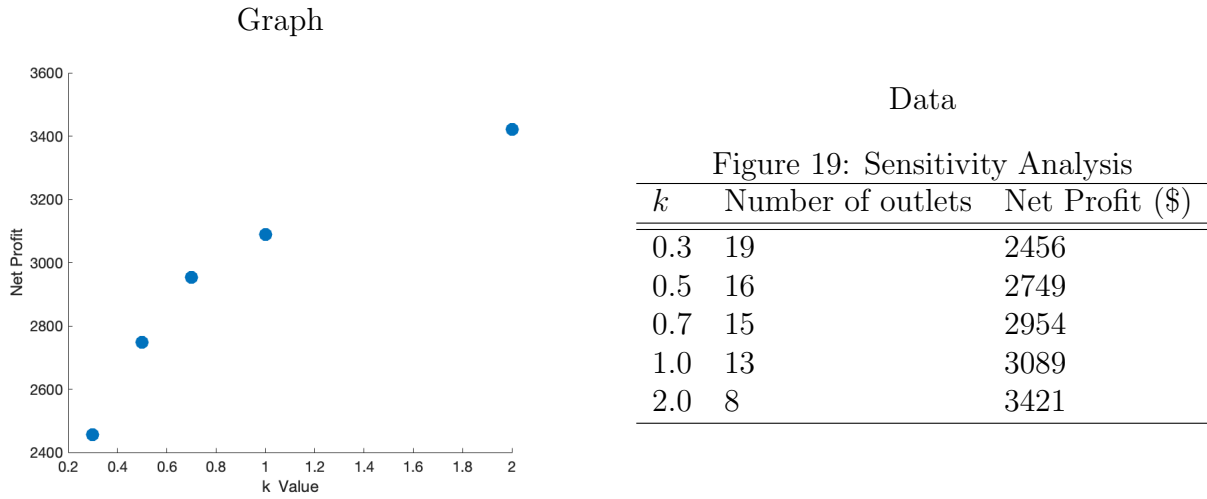 Graph
3600
3400
3200
3000
2800
2600
2400
Net Profit
0.2 0.4 0.6 0.8 1 1.2 1.4 1.6 1.8 2
k Value
Data
Figure 19: Sensitivity Analysis
k Number of outlets Net Profit ($)
0.3 19 2456
0.5 16 2749
0.7 15 2954
1.0 13 3089
2.0 8 3421